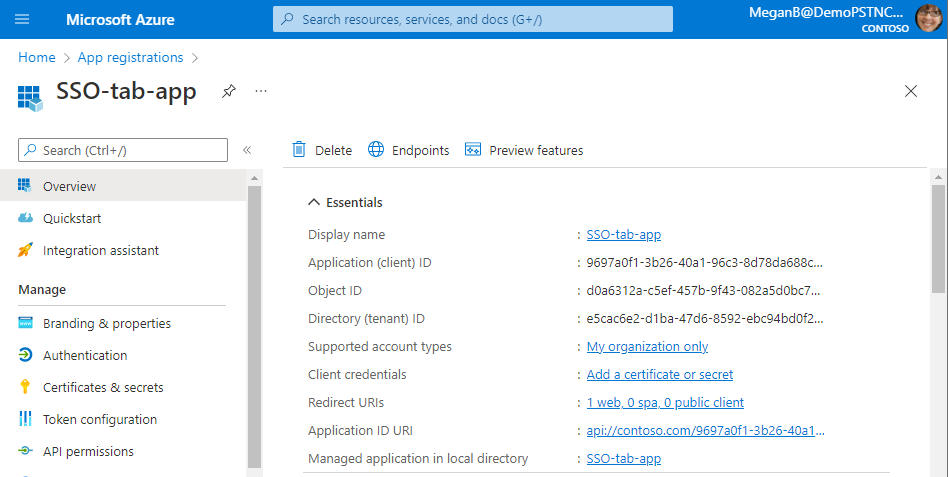 Microsoft Azure
Search resources, services, and docs (G+/)
MeganB@DemoPSTNC...
CONTOSO
Home > App registrations >
SSO-tab-app
...
Search (Ctrl+/)
«
Delete
Endpoints
Preview features
Overview
Quickstart
Integration assistant
Manage
Branding & properties
Authentication
Certificates & secrets
Token configuration
API permissions
Essentials
Display name : SSO-tab-app
Application (client) ID : 9697a0f1-3b26-40a1-96c3-8d78da688c...
Object ID : d0a6312a-c5ef-457b-9f43-082a5d0bc7...
Directory (tenant) ID : e5cac6e2-d1ba-47d6-8592-ebc94bd0f2...
Supported account types : My organization only
Client credentials : Add a certificate or secret
Redirect URIs : 1 web, 0 spa, 0 public client
Application ID URI : api://contoso.com/9697a0f1-3b26-40a1...
Managed application in local directory : SSO-tab-app